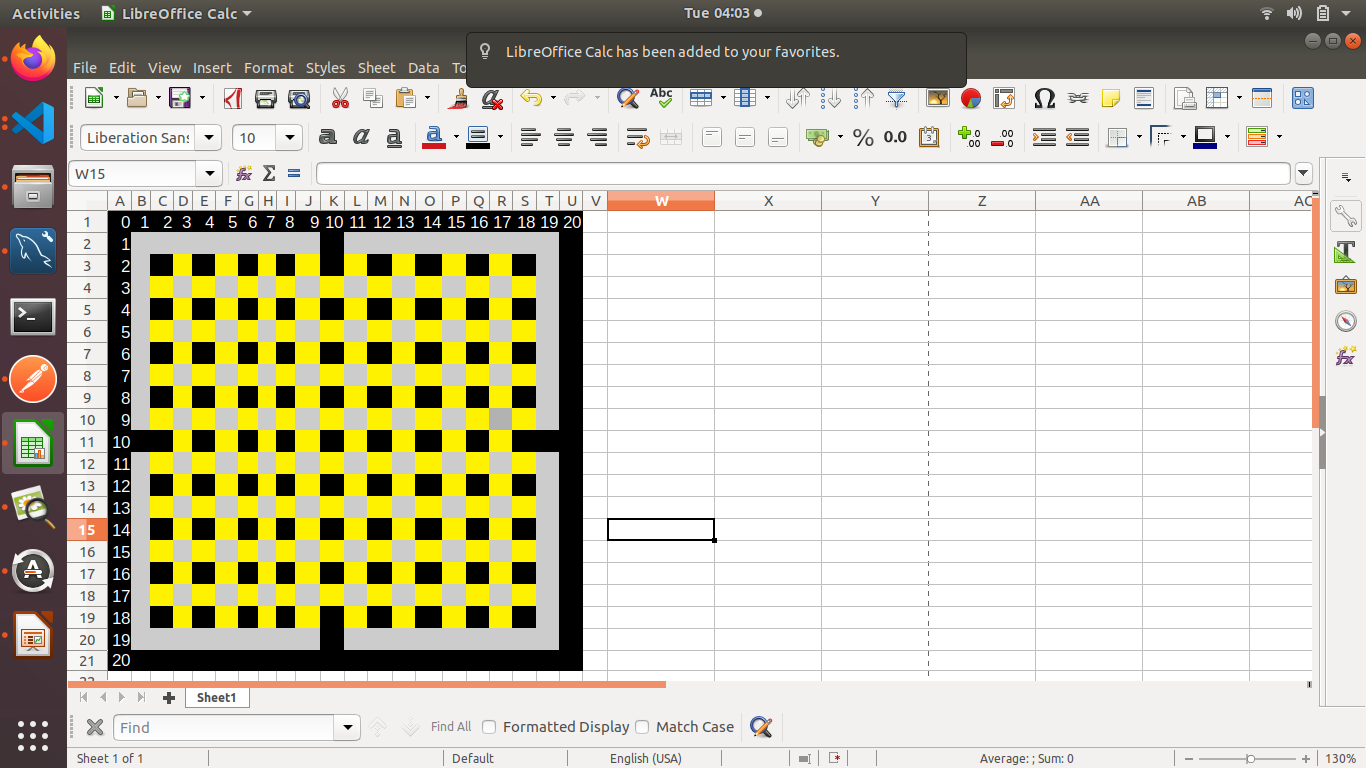 Activities LibreOffice Calc Tue 04:03
LibreOffice Calc has been added to your favorites.
File Edit View Insert Format Styles Sheet Data
Liberation Sans 10 % 0.0
W15
A B C D E F G H I J K L M N O P Q R S T U V W X Y Z AA AB
1 0 1 2 3 4 5 6 7 8 9 10 11 12 13 14 15 16 17 18 19 20
2 1
3 2
4 3
5 4
6 5
7 6
8 7
9 8
10 9
11 10
12 11
13 12
14 13
15 14
16 15
17 16
18 17
19 18
20 19
21 20
Sheet1
Find Find All Formatted Display Match Case
Sheet 1 of 1 Default English (USA) Average: ; Sum: 0 130%